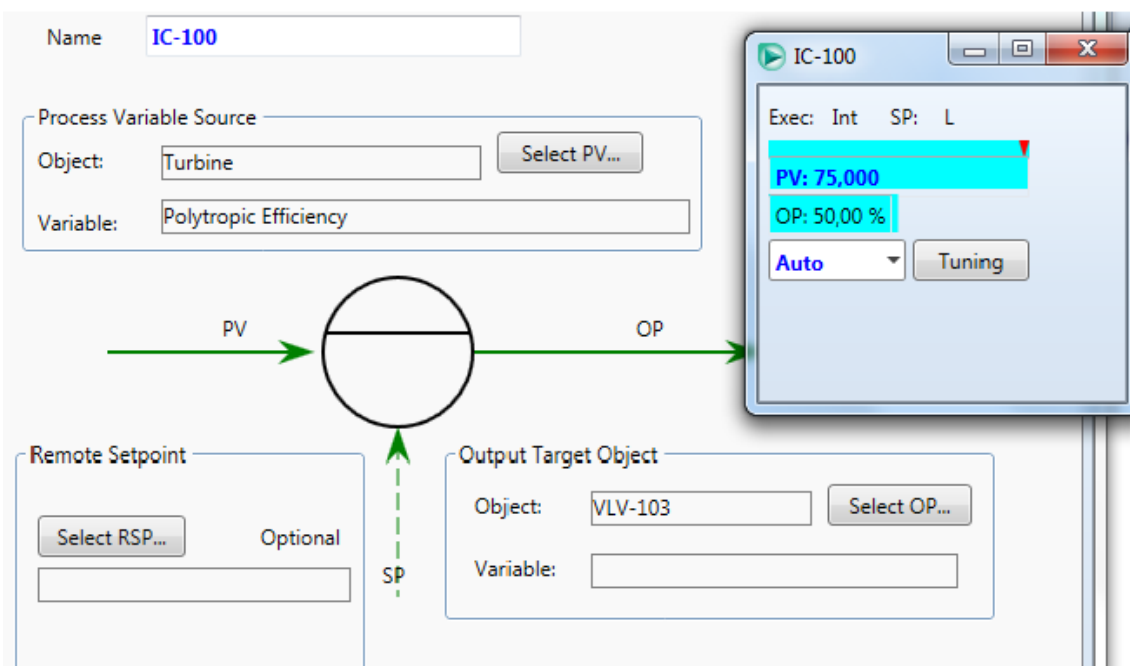 Name IC-100
Process Variable Source
Object: Turbine Select PV...
Variable: Polytropic Efficiency
PV
OP
Remote Setpoint
Select RSP... Optional
SP
Output Target Object
Object: VLV-103 Select OP...
Variable:
IC-100
Exec: Int SP: L
PV: 75,000
OP: 50,00 %
Auto Tuning